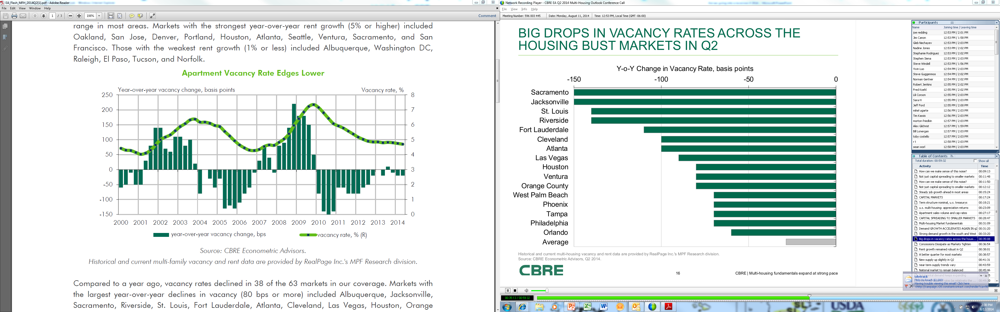 EA_Flash_MFH_2014Q2[1].pdf - Adobe Reader
File Edit View Window Help
1 / 3 198% Comment
range in most areas. Markets with the strongest year-over-year rent growth (5% or higher) included
Oakland, San Jose, Denver, Portland, Houston, Atlanta, Seattle, Ventura, Sacramento, and San
Francisco. Those with the weakest rent growth (1% or less) included Albuquerque, Washington DC,
Raleigh, El Paso, Tucson, and Norfolk.
Apartment Vacancy Rate Edges Lower
Year-over-year vacancy change, basis points
Vacancy rate, %
250 8
200 7
150 6
100 5
50 4
0 3
-50 2
-100 1
-150 0
2000 2001 2002 2003 2004 2005 2006 2007 2008 2009 2010 2011 2012 2013 2014
year-over-year vacancy change, bps
vacancy rate, % (R)
Source: CBRE Econometric Advisors.
Historical and current multi-family vacancy and rent data are provided by RealPage Inc.'s MPF Research division.
Compared to a year ago, vacancy rates declined in 38 of the 63 markets in our coverage. Markets with
the largest year-over-year declines in vacancy (80 bps or more) included Albuquerque, Jacksonville,
Sacramento, Riverside, St. Louis, Fort Lauderdale, Atlanta, Cleveland, Las Vegas, Houston, Orange
Network Recording Player - CBRE EA Q2 2014 Multi-Housing Outlook Conference Call
File View Info Help
Meeting Number: 596 003 445 Date: Monday, August 11, 2014 Time: 12:53 PM, Local Time (GMT -06:00)
BIG DROPS IN VACANCY RATES ACROSS THE
HOUSING BUST MARKETS IN Q2
Y-o-Y Change in Vacancy Rate, basis points
-150 -100 -50 0
Sacramento
Jacksonville
St. Louis
Riverside
Fort Lauderdale
Cleveland
Atlanta
Las Vegas
Houston
Ventura
Orange County
West Palm Beach
Phoenix
Tampa
Philadelphia
Orlando
Average
Historical and current multi-housing vacancy and rent data are provided by RealPage Inc.'s MPF Research division.
Source: CBRE Econometric Advisors, Q2 2014.
CBRE
16
CBRE | Multi-housing fundamentals expand at strong pace
00:35:13 / 00:59:32
Participants
Name Joining time / Leaving time
joe redding 12:53 PM / 2:01 PM
Jim Canon 12:53 PM / 1:58 PM
Gleb Nechayev 12:53 PM / 2:03 PM
Nadine Jones 12:53 PM / 2:02 PM
Stephanie Rodriguez 12:53 PM / 2:02 PM
Stephen Siena 12:53 PM / 2:03 PM
Steve Windell 12:53 PM / 1:56 PM
Yixin Luo 12:54 PM / 2:03 PM
Steve Guggenmos 12:54 PM / 2:02 PM
Norman Gertner 12:54 PM / 2:02 PM
Robert Jenkins 12:55 PM / 2:02 PM
Fred Koehl 12:55 PM / 2:02 PM
Lili Corson 12:55 PM / 2:03 PM
Sara H 12:55 PM / 2:03 PM
Jeff Ford 12:55 PM / 2:00 PM
mikel ugarte 12:56 PM / 2:03 PM
Tim Kassis 12:56 PM / 2:03 PM
morton friedkin 12:57 PM / 2:03 PM
Alex Gilchrist 12:57 PM / 1:59 PM
Bill Lonergan 12:57 PM / 2:03 PM
toby costello 12:57 PM / 2:03 PM
r t 12:58 PM / 2:03 PM
sean worl 12:58 PM / 2:03 PM
Table of Contents
Total duration: 00:59:32 Show all
Activity Time
How can we make sense of this noise? 00:09:13
Not just capital spreading to smaller markets 00:11:48
How can we make sense of this noise? 00:11:50
Not just capital spreading to smaller markets 00:12:12
Steady job growth ahead in most areas 00:15:24
CAPITAL MARKETS 00:17:24
Term structure nominal, u.s. treasurys 00:18:21
u.s. multi-housing: appreciation returns 00:23:09
Apartment sales volume and cap rates 00:27:17
CAPITAL SPREADING TO SMALLER MARKETS 00:28:47
Multi-housing Market fundamentals 00:31:09
Demand GROWTH ACCELERATES AGAIN IN q2 00:31:20
Strong demand growth in the south and West 00:33:20
Big drops in vacancy rates across the housi... 00:35:08
Concessions Dissipate as Markets Tighten 00:36:54
Rent growth remained robust in Q2 00:38:01
A better quarter for most markets 00:38:57
New supply up slightly in Q2 00:41:31
near term supply trends vary 00:43:59
National market to remain balanced 00:45:46
Lifetrack
Help Us Reach $3,000!
Having trouble viewing this email? Click here
<http://campaign.r20.constantcontact.com/render?ca=98
USDA
2:30 PM
8/12/2014